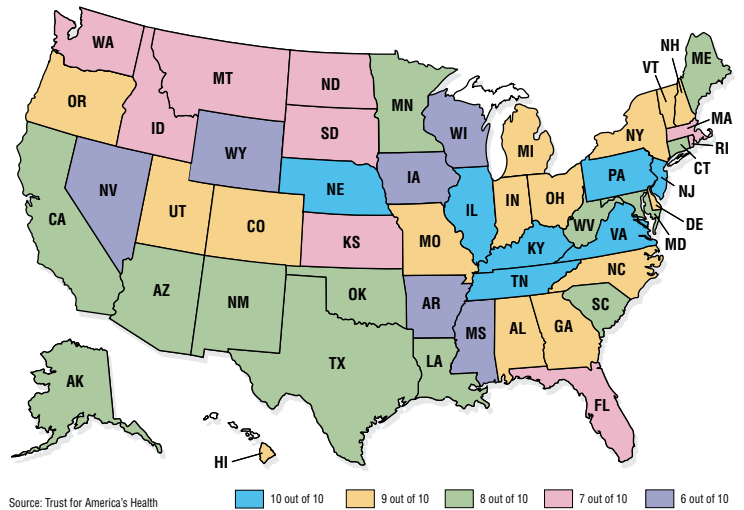 WA
NH
ME
VT
MT
ND
MN
OR
MA
ID
SD
WI
NY
RI
WY
MI
CT
IA
PA
NE
NJ
NV
IL
IN
OH
UT
CO
DE
CA
WV
VA
MD
KS
MO
KY
NC
TN
AZ
OK
NM
AR
SC
MS
AL
GA
TX
LA
AK
FL
HI
Source: Trust for America's Health
10 out of 10
9 out of 10
8 out of 10
7 out of 10
6 out of 10